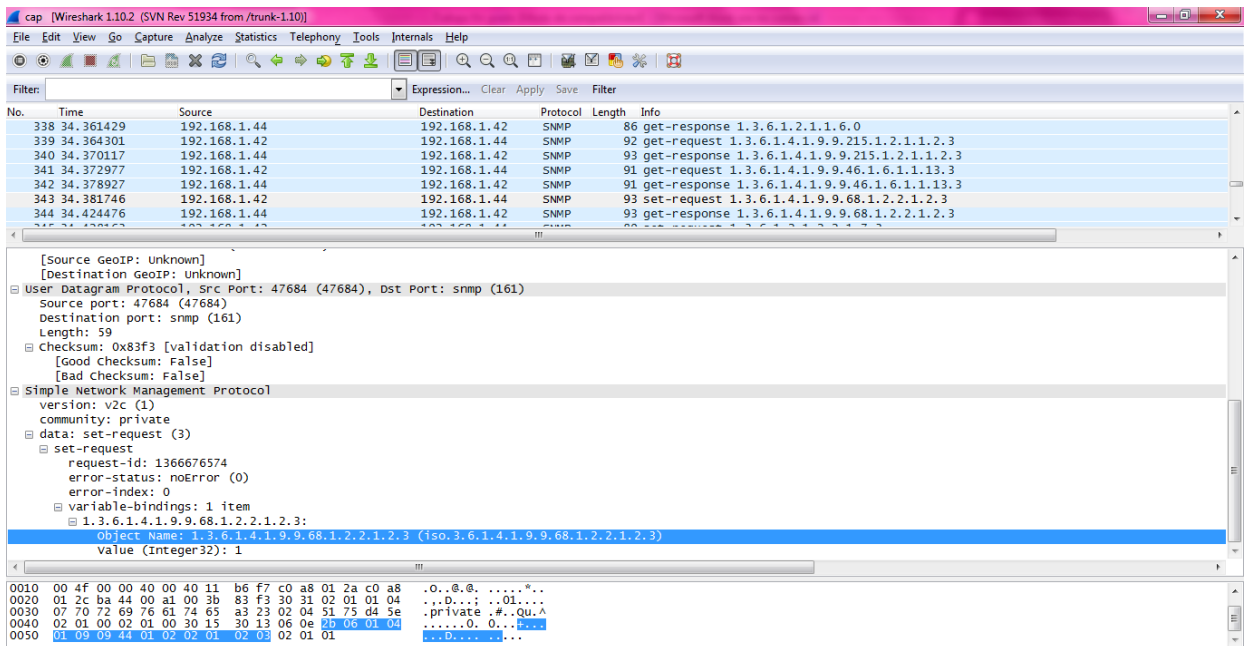 cap [Wireshark 1.10.2 (SVN Rev 51934 from /trunk-1.10)]
File Edit View Go Capture Analyze Statistics Telephony Tools Internals Help
Filter: Expression... Clear Apply Save Filter
No. Time Source Destination Protocol Length Info
338 34.361429 192.168.1.44 192.168.1.42 SNMP 86 get-response 1.3.6.1.2.1.1.6.0
339 34.364301 192.168.1.42 192.168.1.44 SNMP 92 get-request 1.3.6.1.4.1.9.9.215.1.2.1.1.2.3
340 34.370117 192.168.1.44 192.168.1.42 SNMP 93 get-response 1.3.6.1.4.1.9.9.215.1.2.1.1.2.3
341 34.372977 192.168.1.42 192.168.1.44 SNMP 91 get-request 1.3.6.1.4.1.9.9.46.1.6.1.1.13.3
342 34.378927 192.168.1.44 192.168.1.42 SNMP 91 get-response 1.3.6.1.4.1.9.9.46.1.6.1.1.13.3
343 34.381746 192.168.1.42 192.168.1.44 SNMP 93 set-request 1.3.6.1.4.1.9.9.68.1.2.2.1.2.3
344 34.424476 192.168.1.44 192.168.1.42 SNMP 93 get-response 1.3.6.1.4.1.9.9.68.1.2.2.1.2.3
[Source GeoIP: Unknown]
[Destination GeoIP: Unknown]
User Datagram Protocol, Src Port: 47684 (47684), Dst Port: snmp (161)
Source port: 47684 (47684)
Destination port: snmp (161)
Length: 59
Checksum: 0x83f3 [validation disabled]
[Good Checksum: False]
[Bad Checksum: False]
Simple Network Management Protocol
version: v2c (1)
community: private
data: set-request (3)
set-request
request-id: 1366676574
error-status: noError (0)
error-index: 0
variable-bindings: 1 item
1.3.6.1.4.1.9.9.68.1.2.2.1.2.3:
Object Name: 1.3.6.1.4.1.9.9.68.1.2.2.1.2.3 (iso.3.6.1.4.1.9.9.68.1.2.2.1.2.3)
Value (Integer32): 1
0010 00 4f 00 00 40 00 40 11 b6 f7 c0 a8 01 2a c0 a8 .O..@.@. .....*..
0020 01 2c ba 44 00 a1 00 3b 83 f3 30 31 02 01 01 04 .,.D...; ..01....
0030 07 70 72 69 76 61 74 65 a3 23 02 04 51 75 d4 5e .private .#..Qu.^
0040 02 01 00 02 01 00 30 15 30 13 06 0e 2b 06 01 04 ......0. 0...+...
0050 01 09 09 44 01 02 02 01 02 03 02 01 01 ...D.... .....